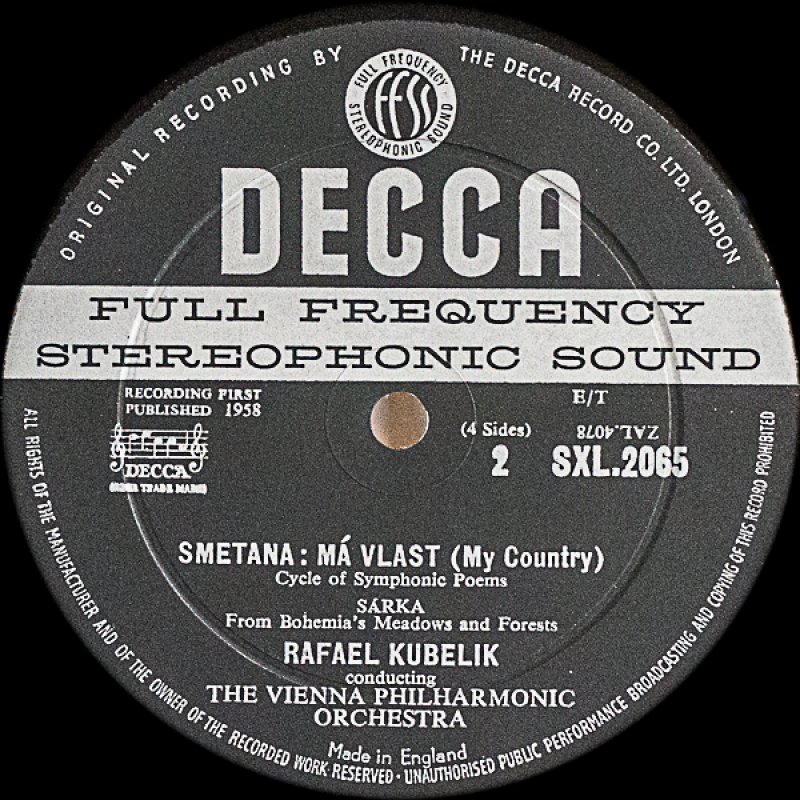 ORIGINAL RECORDING BY
THE DECCA RECORD CO. LTD. LONDON
FULL FREQUENCY
ffss
STEREOPHONIC SOUND
DECCA
FULL FREQUENCY
STEREOPHONIC SOUND
RECORDING FIRST
PUBLISHED 1958
E/T
(4 Sides)
ZAL.4078
DECCA
2
SXL.2065
SMETANA: MÁ VLAST (My Country)
Cycle of Symphonic Poems
SÁRKA
From Bohemia's Meadows and Forests
RAFAEL KUBELIK
conducting
THE VIENNA PHILHARMONIC
ORCHESTRA
Made in England
ALL RIGHTS OF THE MANUFACTURER AND OF THE OWNER OF THE RECORDED WORK RESERVED · UNAUTHORISED PUBLIC PERFORMANCE BROADCASTING AND COPYING OF THIS RECORD PROHIBITED